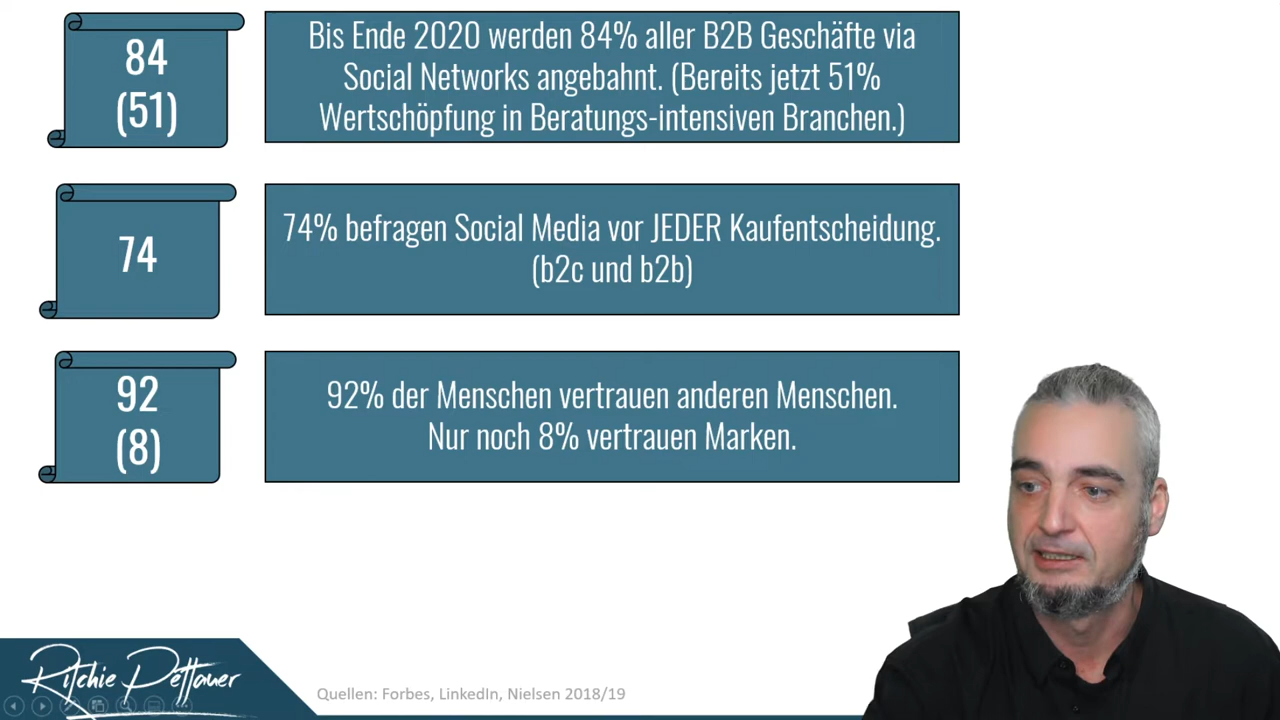 84
(51)
Bis Ende 2020 werden 84% aller B2B Geschäfte via
Social Networks angebahnt. (Bereits jetzt 51%
Wertschöpfung in Beratungs-intensiven Branchen.)
74
74% befragen Social Media vor JEDER Kaufentscheidung.
(b2c und b2b)
92
(8)
92% der Menschen vertrauen anderen Menschen.
Nur noch 8% vertrauen Marken.
Ritchie Pettauer
Quellen: Forbes, LinkedIn, Nielsen 2018/19